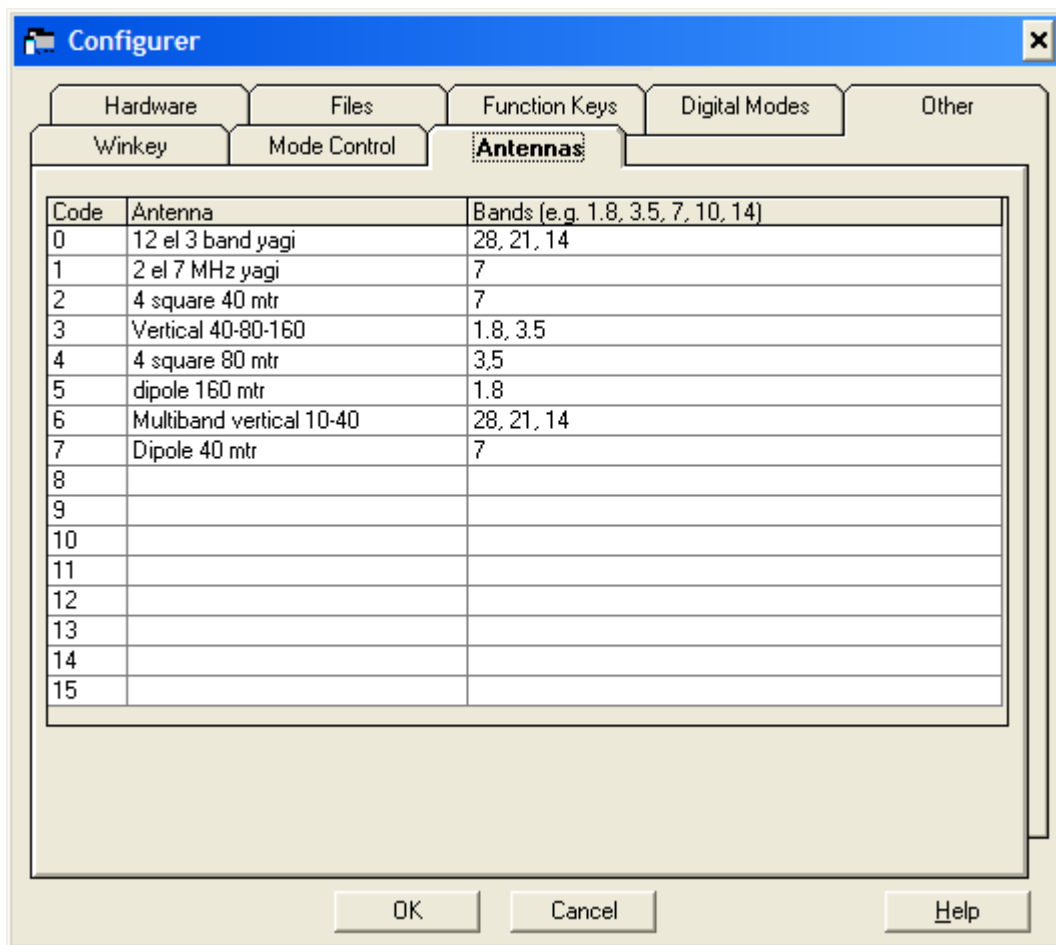 Configurer
Hardware Files Function Keys Digital Modes Other
Winkey Mode Control Antennas
Code Antenna Bands (e.g. 1.8, 3.5, 7, 10, 14)
0 12 el 3 band yagi 28, 21, 14
1 2 el 7 MHz yagi 7
2 4 square 40 mtr 7
3 Vertical 40-80-160 1.8, 3.5
4 4 square 80 mtr 3,5
5 dipole 160 mtr 1.8
6 Multiband vertical 10-40 28, 21, 14
7 Dipole 40 mtr 7
8
9
10
11
12
13
14
15
OK Cancel Help